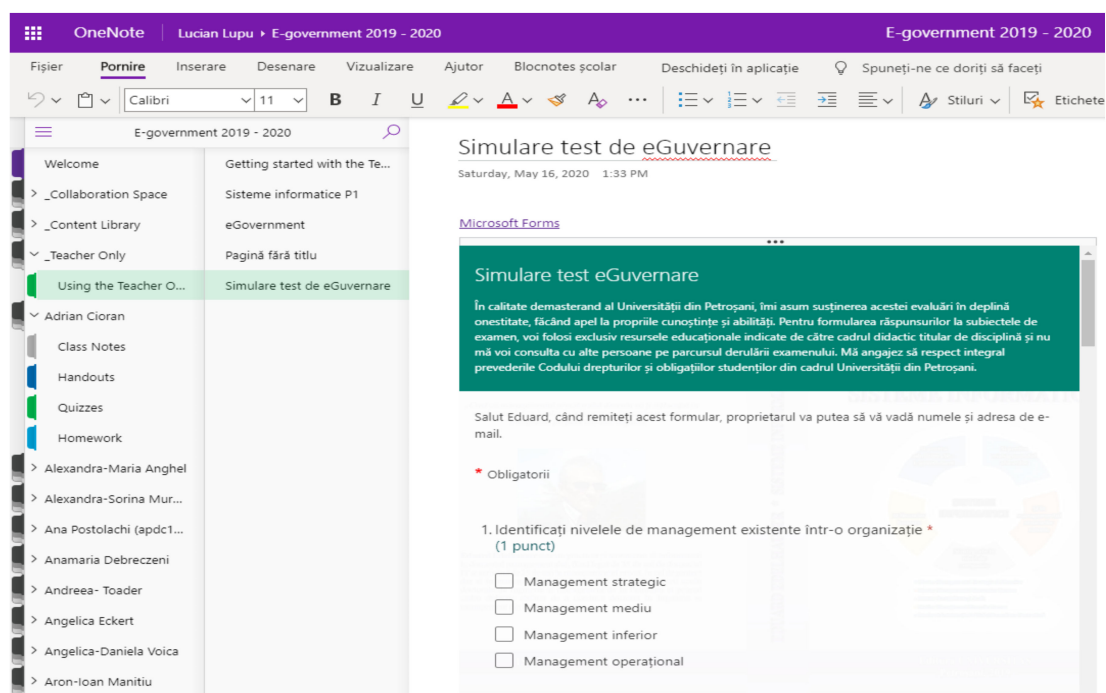 OneNote
Lucian Lupu ▸ E-government 2019 - 2020
E-government 2019 - 2020
Fișier Pornire Inserare Desenare Vizualizare Ajutor Blocnotes școlar Deschideți în aplicație Spuneți-ne ce doriți să faceți
Calibri 11 B I U Stiluri Etichete
E-government 2019 - 2020
Welcome
_Collaboration Space
_Content Library
_Teacher Only
Using the Teacher O...
Adrian Cioran
Class Notes
Handouts
Quizzes
Homework
Alexandra-Maria Anghel
Alexandra-Sorina Mur...
Ana Postolachi (apdc1...
Anamaria Debreczeni
Andreea- Toader
Angelica Eckert
Angelica-Daniela Voica
Aron-Ioan Manitiu
Getting started with the Te...
Sisteme informatice P1
eGovernment
Pagină fără titlu
Simulare test de eGuvernare
Simulare test de eGuvernare
Saturday, May 16, 2020 1:33 PM
Microsoft Forms
Simulare test eGuvernare
În calitate demasterand al Universității din Petroșani, îmi asum susținerea acestei evaluări în deplină
onestitate, făcând apel la propriile cunoștințe și abilități. Pentru formularea răspunsurilor la subiectele de
examen, voi folosi exclusiv resursele educaționale indicate de către cadrul didactic titular de disciplină și nu
mă voi consulta cu alte persoane pe parcursul derulării examenului. Mă angajez să respect integral
prevederile Codului drepturilor și obligațiilor studenților din cadrul Universității din Petroșani.
Salut Eduard, când remiteți acest formular, proprietarul va putea să vă vadă numele și adresa de e-
mail.
* Obligatorii
1. Identificați nivelele de management existente într-o organizație *
(1 punct)
Management strategic
Management mediu
Management inferior
Management operațional